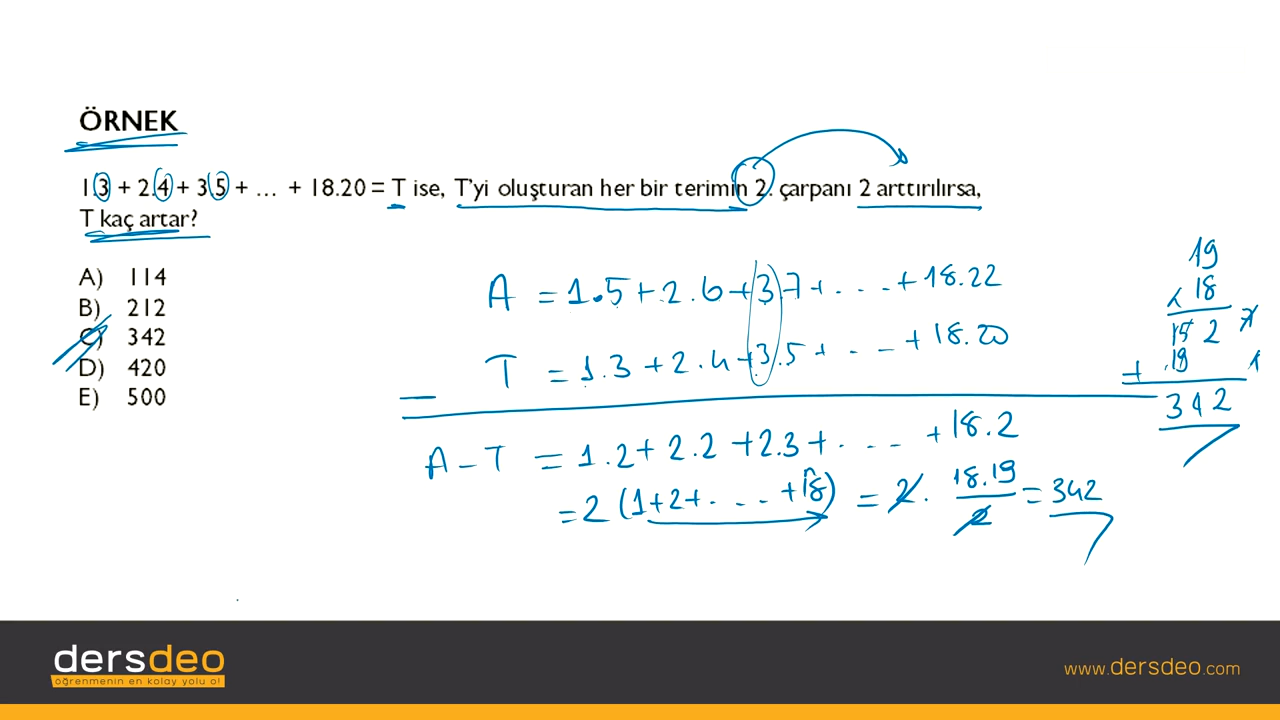 ÖRNEK
1.3 + 2.4 + 3.5 + ... + 18.20 = T ise, T'yi oluşturan her bir terimin 2. çarpanı 2 arttırılırsa,
T kaç artar?
A) 114
B) 212
C) 342
D) 420
E) 500
A = 1.5 + 2.6 + 3.7 + ... + 18.22
T = 1.3 + 2.4 + 3.5 + ... + 18.20
A - T = 1.2 + 2.2 + 2.3 + ... + 18.2
= 2 (1+2+ ... +18) = 2 . 18.19 / 2 = 342
19
x 18
152
+ 19
342
dersdeo
öğrenmenin en kolay yolu o!
www.dersdeo.com